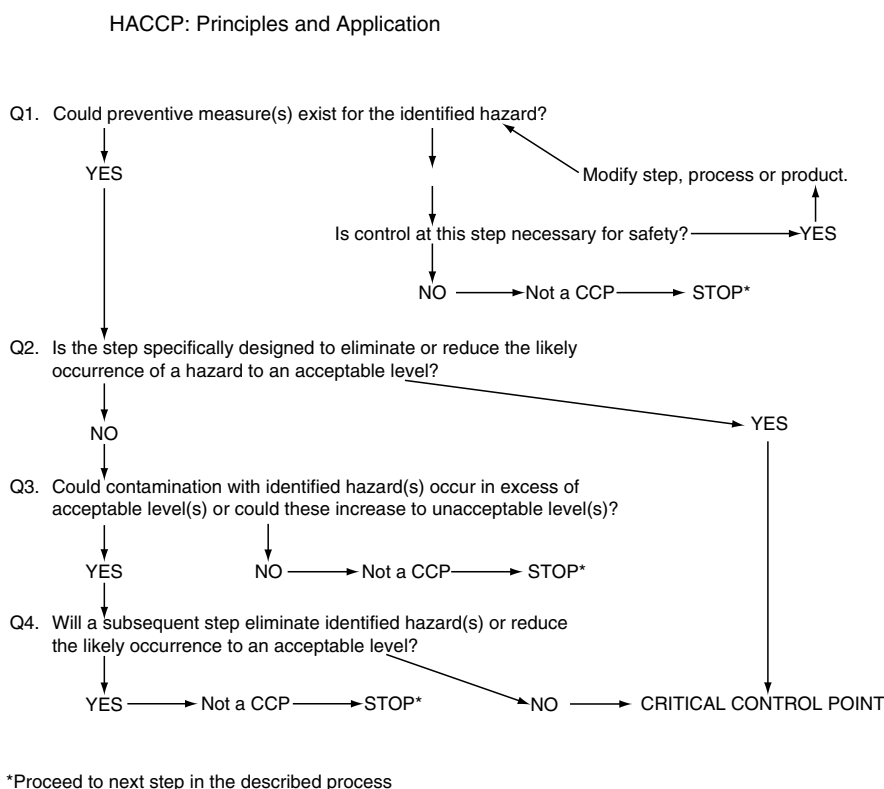 HACCP: Principles and Application
Q1. Could preventive measure(s) exist for the identified hazard?
YES
Modify step, process or product.
Is control at this step necessary for safety? YES
NO Not a CCP STOP*
Q2. Is the step specifically designed to eliminate or reduce the likely
occurrence of a hazard to an acceptable level?
YES
NO
Q3. Could contamination with identified hazard(s) occur in excess of
acceptable level(s) or could these increase to unacceptable level(s)?
YES NO Not a CCP STOP*
Q4. Will a subsequent step eliminate identified hazard(s) or reduce
the likely occurrence to an acceptable level?
YES Not a CCP STOP* NO CRITICAL CONTROL POINT
*Proceed to next step in the described process